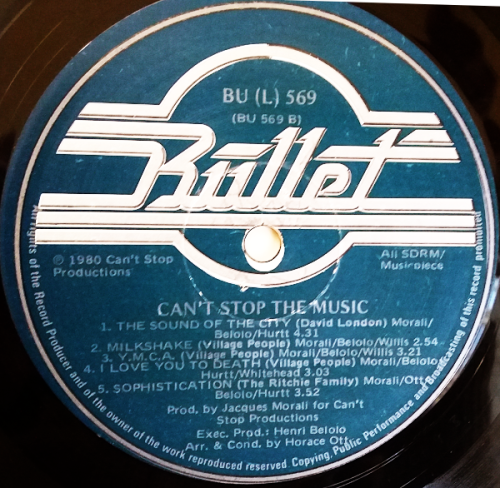 BU (L) 569
(BU 569 B)
Bullet
℗ 1980 Can't Stop
Productions
All SDRM/
Musicpiece
CAN'T STOP THE MUSIC
1. THE SOUND OF THE CITY (David London) Morali/
Belolo/Hurtt 4.31
2. MILKSHAKE (Village People) Morali/Belolo/Willis 2.54
3. Y.M.C.A. (Village People) Morali/Belolo/Willis 3.21
4. I LOVE YOU TO DEATH (Village People) Morali/Belolo/
Hurtt/Whitehead 3.03
5. SOPHISTICATION (The Ritchie Family) Morali/Ott/
Belolo/Hurtt 3.52
Prod. by Jacques Morali for Can't
Stop Productions
Exec. Prod.: Henri Belolo
Arr. & Cond. by Horace Ott
All rights of the Record Producer and of the owner of the work reproduced reserved Copying, Public Performance and Broadcasting of this record prohibited